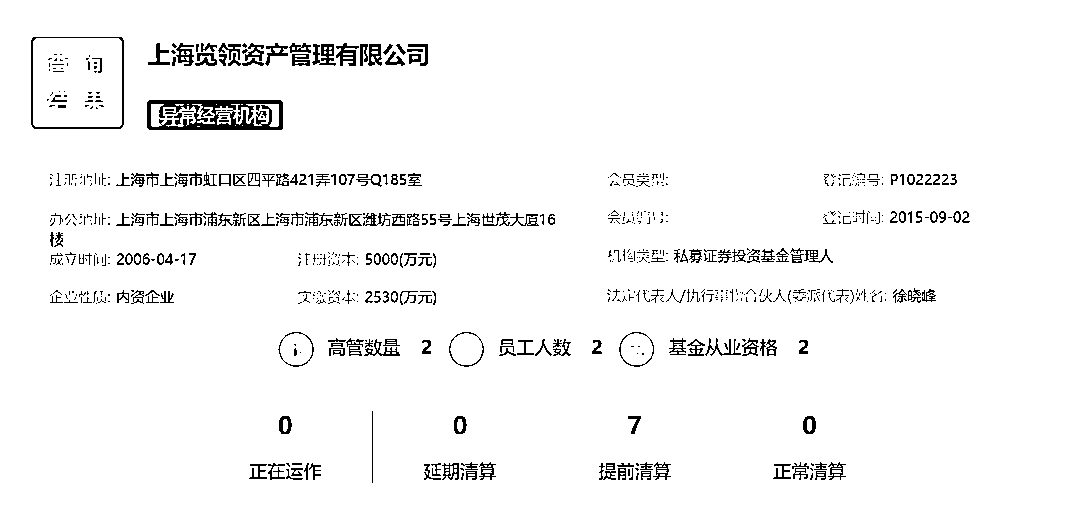 查询
结果
上海览领资产管理有限公司
异常经营机构
注册地址: 上海市上海市虹口区四平路421弄107号Q185室
会员类型:
登记编号: P1022223
办公地址: 上海市上海市浦东新区上海市浦东新区潍坊西路55号上海世茂大厦16
楼
会员编号:
登记时间: 2015-09-02
成立时间: 2006-04-17
注册资本: 5000(万元)
机构类型: 私募证券投资基金管理人
企业性质: 内资企业
实缴资本: 2530(万元)
法定代表人/执行事务合伙人(委派代表)姓名: 徐晓峰
高管数量 2
员工人数 2
基金从业资格 2
0
0
7
0
正在运作
延期清算
提前清算
正常清算